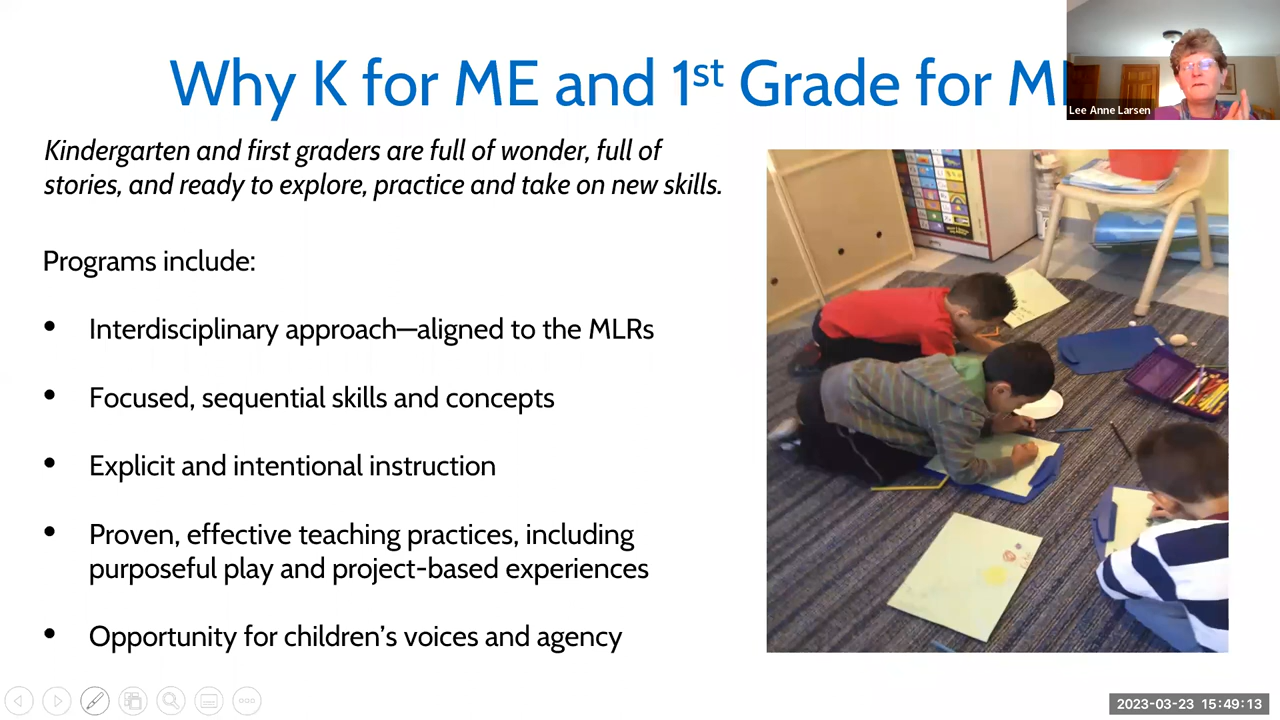 Why K for ME and 1st Grade for M
Lee Anne Larsen
Kindergarten and first graders are full of wonder, full of
stories, and ready to explore, practice and take on new skills.
Programs include:
• Interdisciplinary approach—aligned to the MLRs
• Focused, sequential skills and concepts
• Explicit and intentional instruction
• Proven, effective teaching practices, including
purposeful play and project-based experiences
• Opportunity for children’s voices and agency
2023-03-23 15:49:13